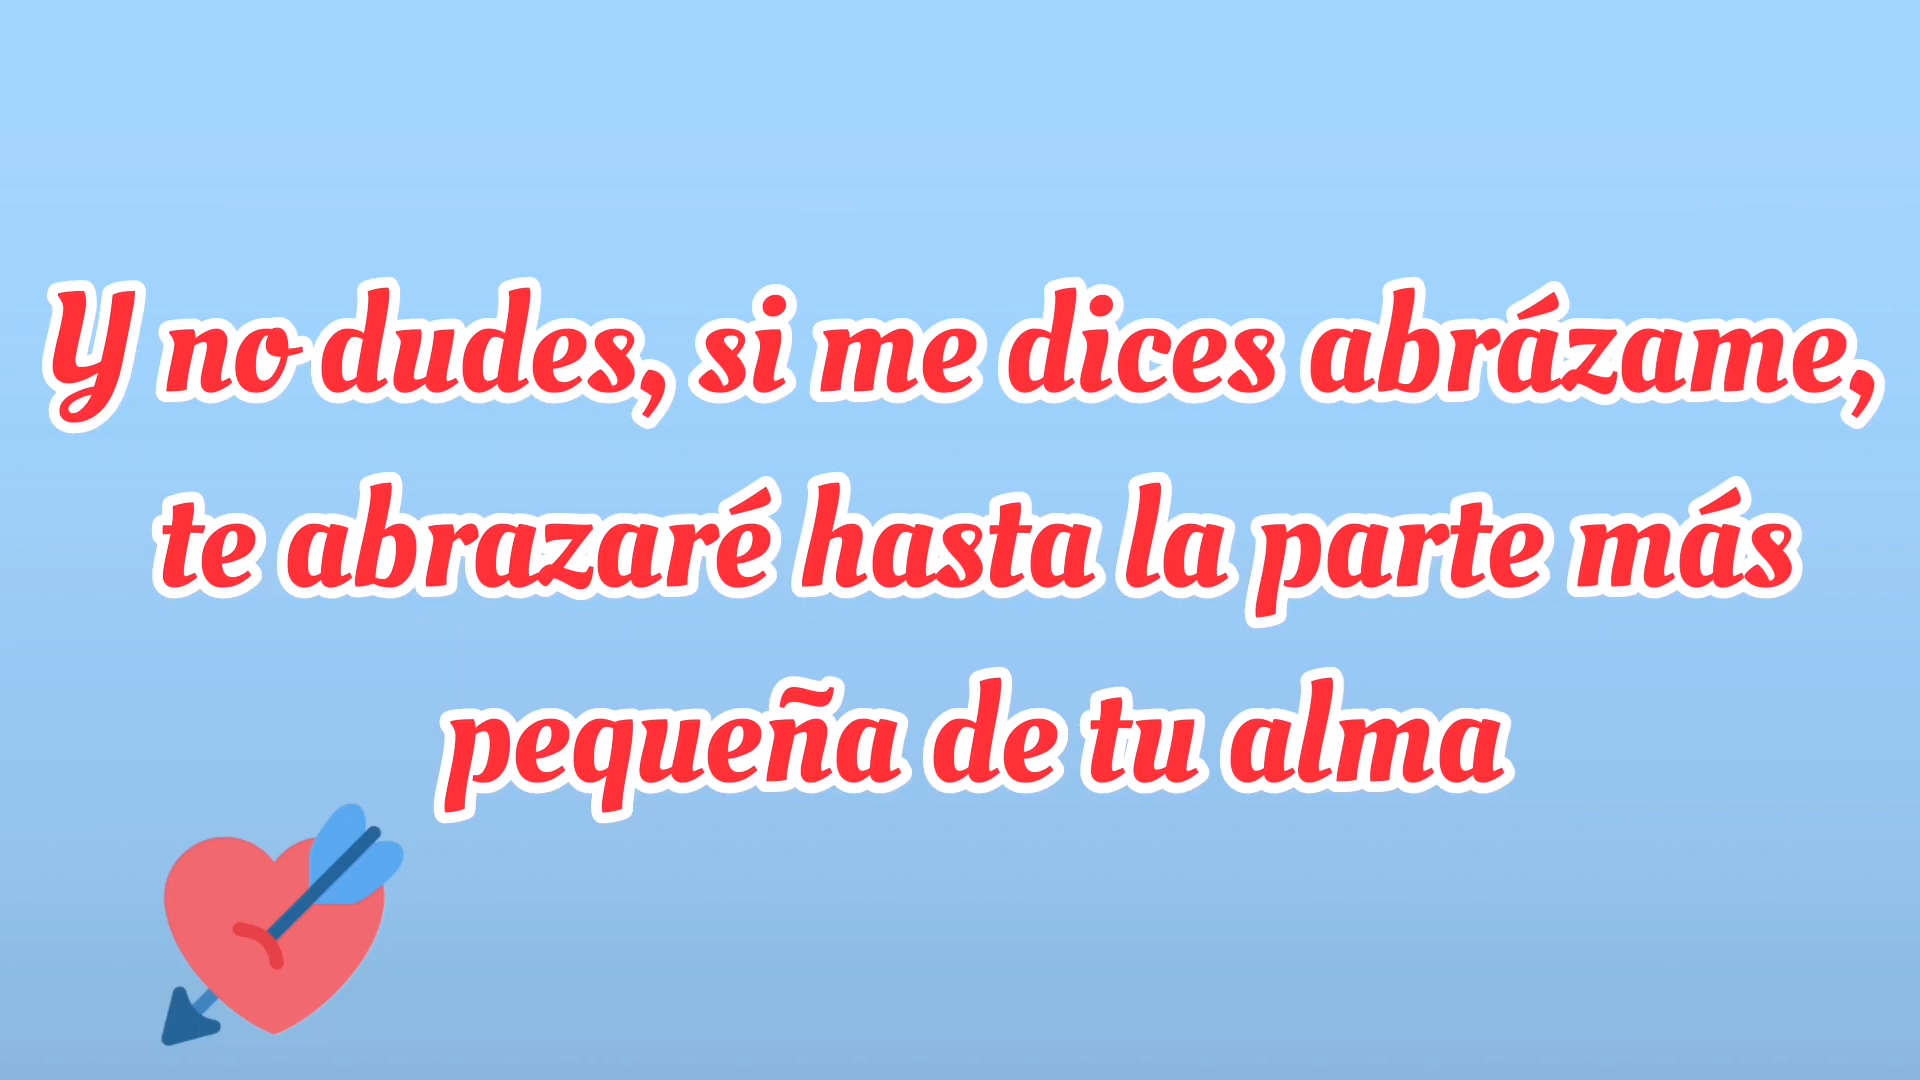 Y no dudes, si me dices abrázame,
te abrazaré hasta la parte más
pequeña de tu alma